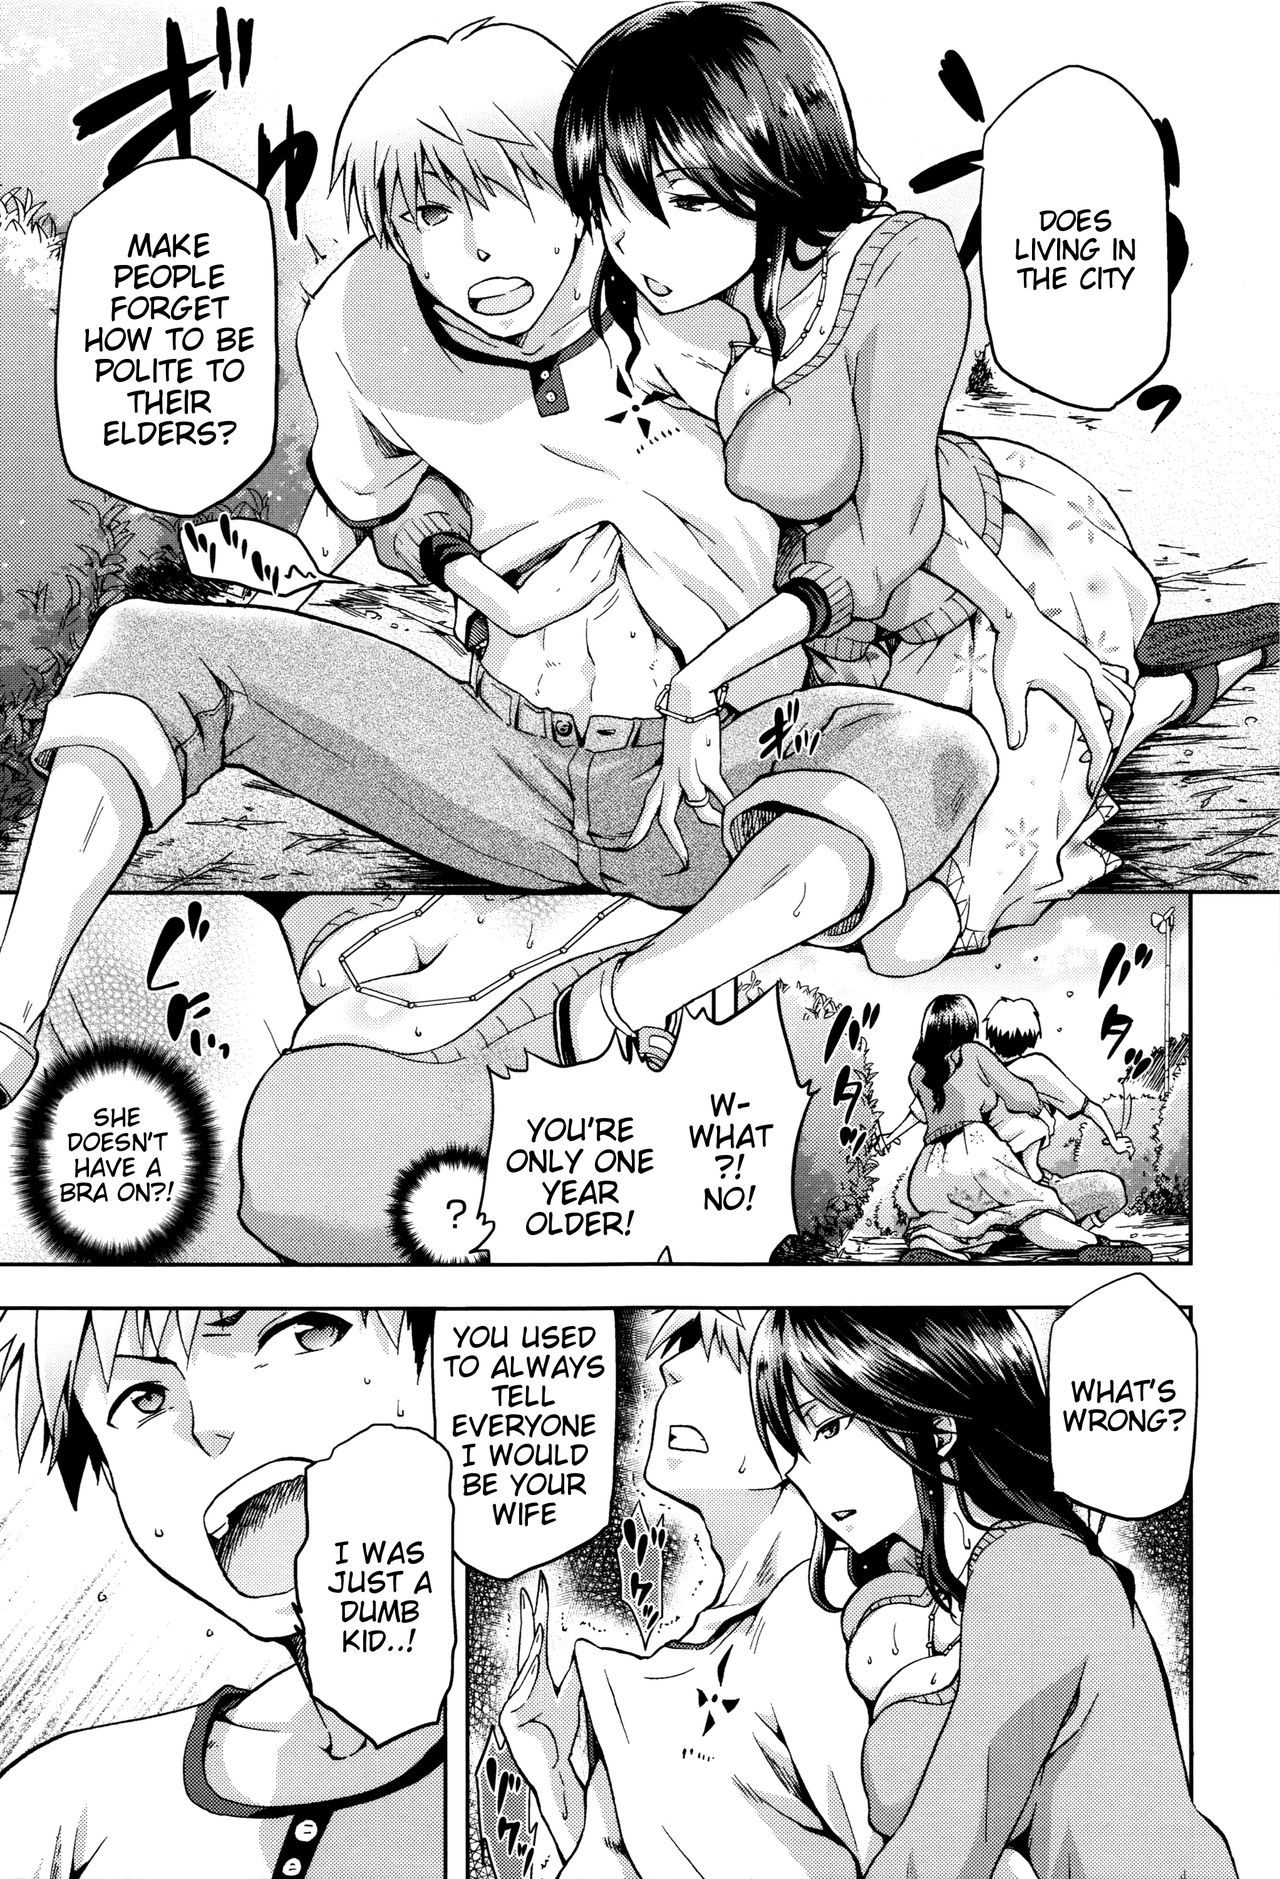 DOES
LIVING IN
THE CITY
MAKE
PEOPLE
FORGET
HOW TO BE
POLITE TO
THEIR
ELDERS?
W-
WHAT
?!
NO!
YOU'RE
ONLY ONE
YEAR
OLDER!
?
SHE
DOESN'T
HAVE A
BRA ON?!
WHAT'S
WRONG?
YOU USED
TO ALWAYS
TELL
EVERYONE
I WOULD
BE YOUR
WIFE
I WAS
JUST A
DUMB
KID..!